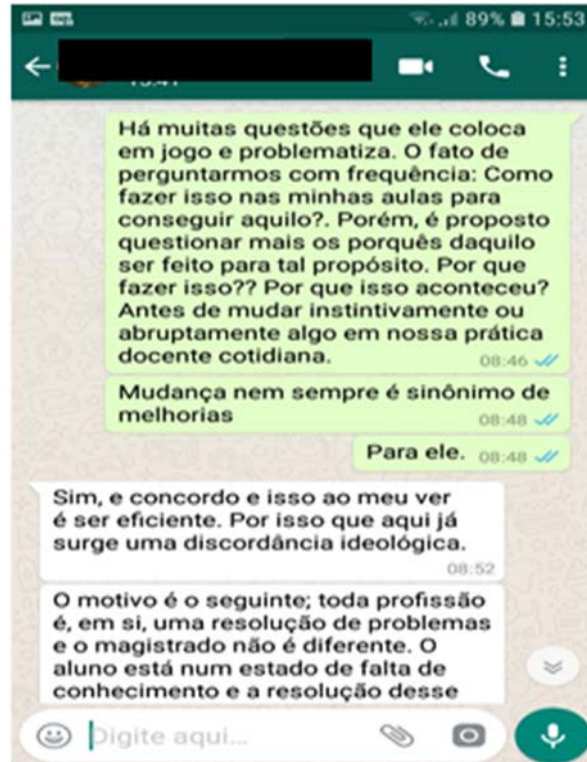 89% 15:53
Há muitas questões que ele coloca
em jogo e problematiza. O fato de
perguntarmos com frequência: Como
fazer isso nas minhas aulas para
conseguir aquilo?. Porém, é proposto
questionar mais os porquês daquilo
ser feito para tal propósito. Por que
fazer isso?? Por que isso aconteceu?
Antes de mudar instintivamente ou
abruptamente algo em nossa prática
docente cotidiana.
08:46
Mudança nem sempre é sinônimo de
melhorias
08:48
Para ele. 08:48
Sim, e concordo e isso ao meu ver
é ser eficiente. Por isso que aqui já
surge uma discordância ideológica.
08:52
O motivo é o seguinte; toda profissão
é, em si, uma resolução de problemas
e o magistrado não é diferente. O
aluno está num estado de falta de
conhecimento e a resolução desse
Digite aqui...